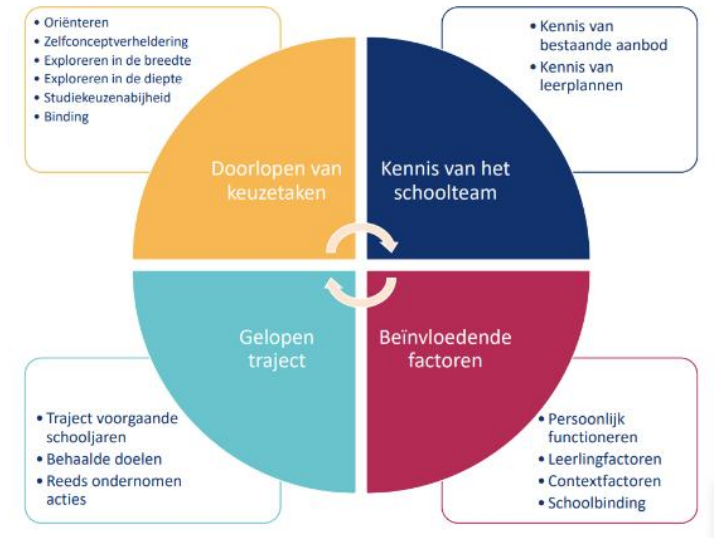 • Oriënteren
• Zelfconceptverheldering
• Exploreren in de breedte
• Exploreren in de diepte
• Studiekeuzenabijheid
• Binding
• Kennis van
bestaande aanbod
• Kennis van
leerplannen
Doorlopen van
keuzetaken
Kennis van het
schoolteam
Gelopen
traject
Beïnvloedende
factoren
• Traject voorgaande
schooljaren
• Behaalde doelen
• Reeds ondernomen
acties
• Persoonlijk
functioneren
• Leerlingfactoren
• Contextfactoren
• Schoolbinding